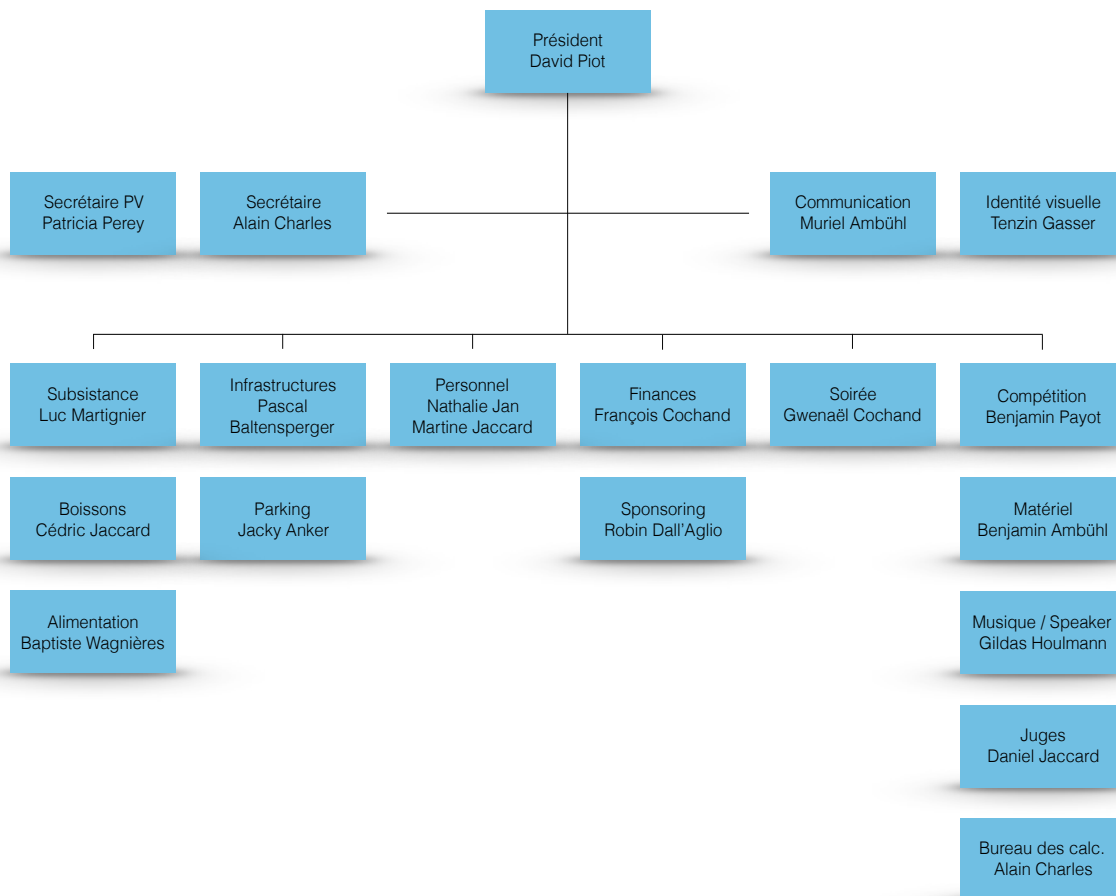 Président
David Piot
Secrétaire PV
Patricia Perey
Secrétaire
Alain Charles
Communication
Muriel Ambühl
Identité visuelle
Tenzin Gasser
Subsistance
Luc Martignier
Infrastructures
Pascal
Baltensperger
Personnel
Nathalie Jan
Martine Jaccard
Finances
François Cochand
Soirée
Gwenaël Cochand
Compétition
Benjamin Payot
Boissons
Cédric Jaccard
Parking
Jacky Anker
Sponsoring
Robin Dall'Aglio
Matériel
Benjamin Ambühl
Alimentation
Baptiste Wagnières
Musique / Speaker
Gildas Houlmann
Juges
Daniel Jaccard
Bureau des calc.
Alain Charles